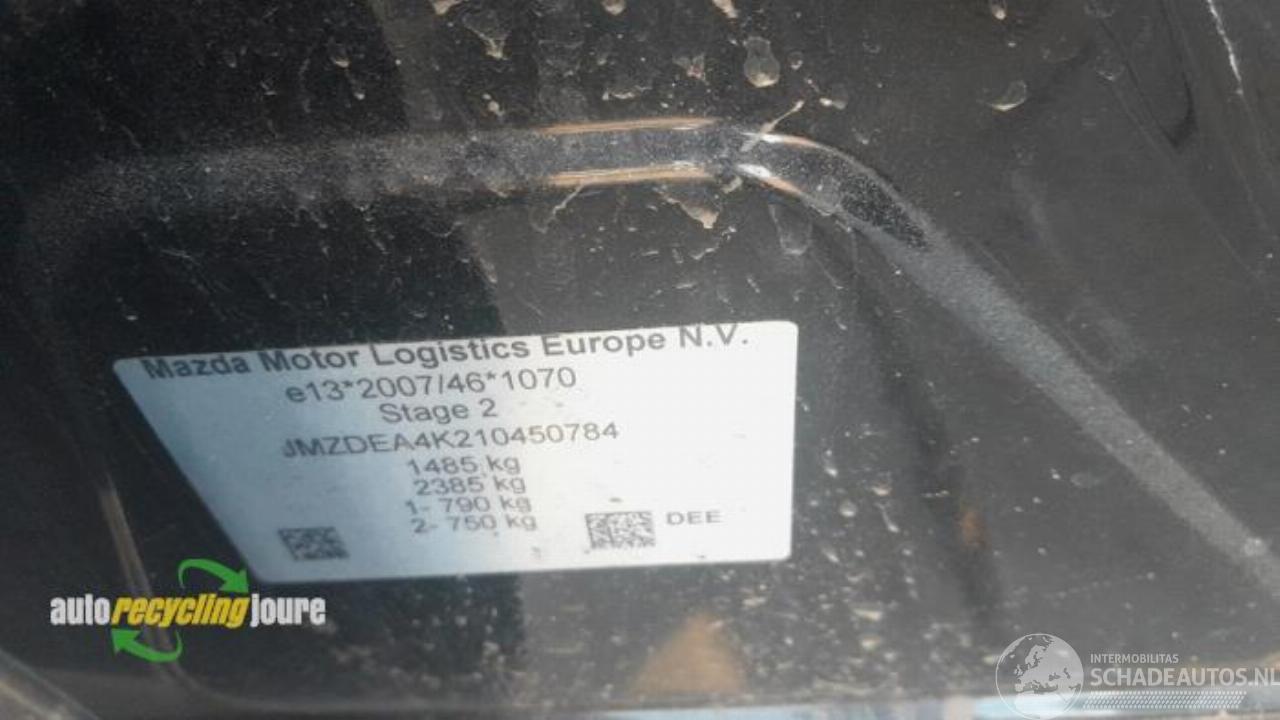 Mazda Motor Logistics Europe N.V.
e13*2007/46*1070
Stage 2
JMZDEA4K210450784
1485 kg
2385 kg
1- 790 kg
2- 750 kg
DEE
autorecyclingjoure
INTERMOBILITAS
SCHADEAUTOS.NL